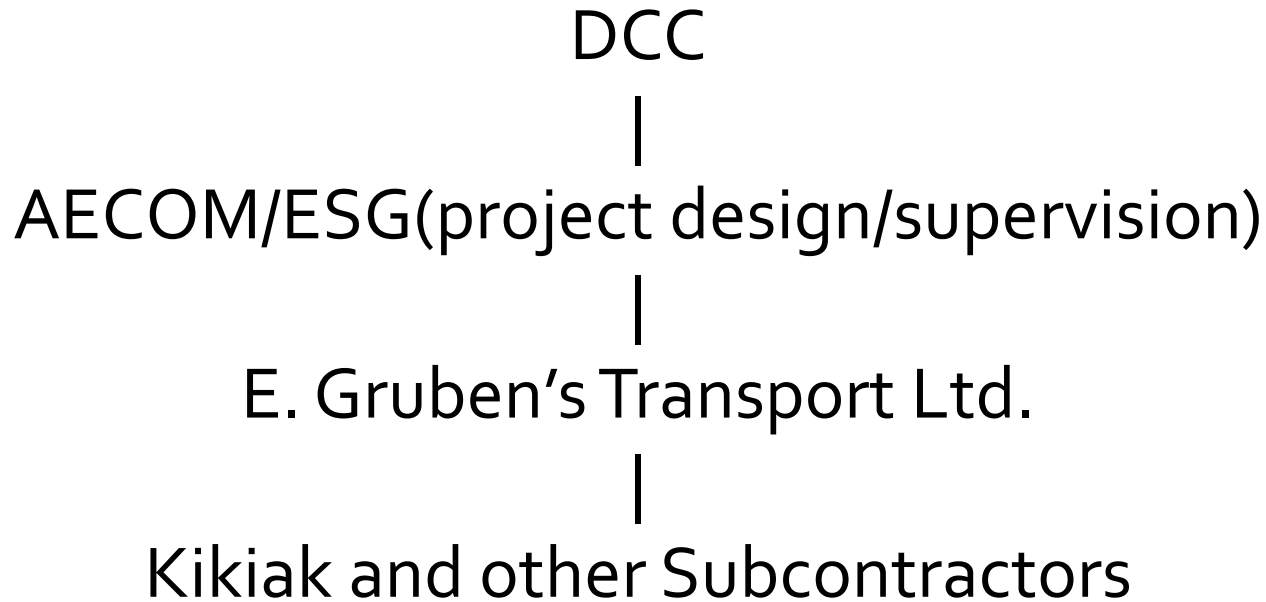 DCC
AECOM/ESG(project design/supervision)
E. Gruben’s Transport Ltd.
Kikiak and other Subcontractors